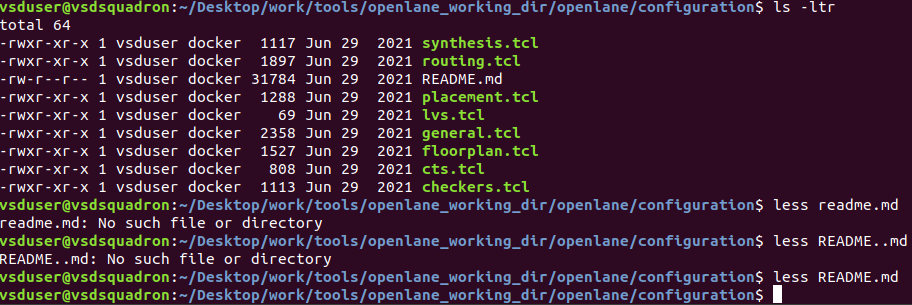 vsduser@vsdsquadron:~/Desktop/work/tools/openlane_working_dir/openlane/configuration$ ls -ltr
total 64
-rwxr-xr-x 1 vsduser docker  1117 Jun 29  2021 synthesis.tcl
-rwxr-xr-x 1 vsduser docker  1897 Jun 29  2021 routing.tcl
-rw-r--r-- 1 vsduser docker 31784 Jun 29  2021 README.md
-rwxr-xr-x 1 vsduser docker  1288 Jun 29  2021 placement.tcl
-rwxr-xr-x 1 vsduser docker    69 Jun 29  2021 lvs.tcl
-rwxr-xr-x 1 vsduser docker  2358 Jun 29  2021 general.tcl
-rwxr-xr-x 1 vsduser docker  1527 Jun 29  2021 floorplan.tcl
-rwxr-xr-x 1 vsduser docker   808 Jun 29  2021 cts.tcl
-rwxr-xr-x 1 vsduser docker  1113 Jun 29  2021 checkers.tcl
vsduser@vsdsquadron:~/Desktop/work/tools/openlane_working_dir/openlane/configuration$ less readme.md
readme.md: No such file or directory
vsduser@vsdsquadron:~/Desktop/work/tools/openlane_working_dir/openlane/configuration$ less README..md
README..md: No such file or directory
vsduser@vsdsquadron:~/Desktop/work/tools/openlane_working_dir/openlane/configuration$ less README.md
vsduser@vsdsquadron:~/Desktop/work/tools/openlane_working_dir/openlane/configuration$